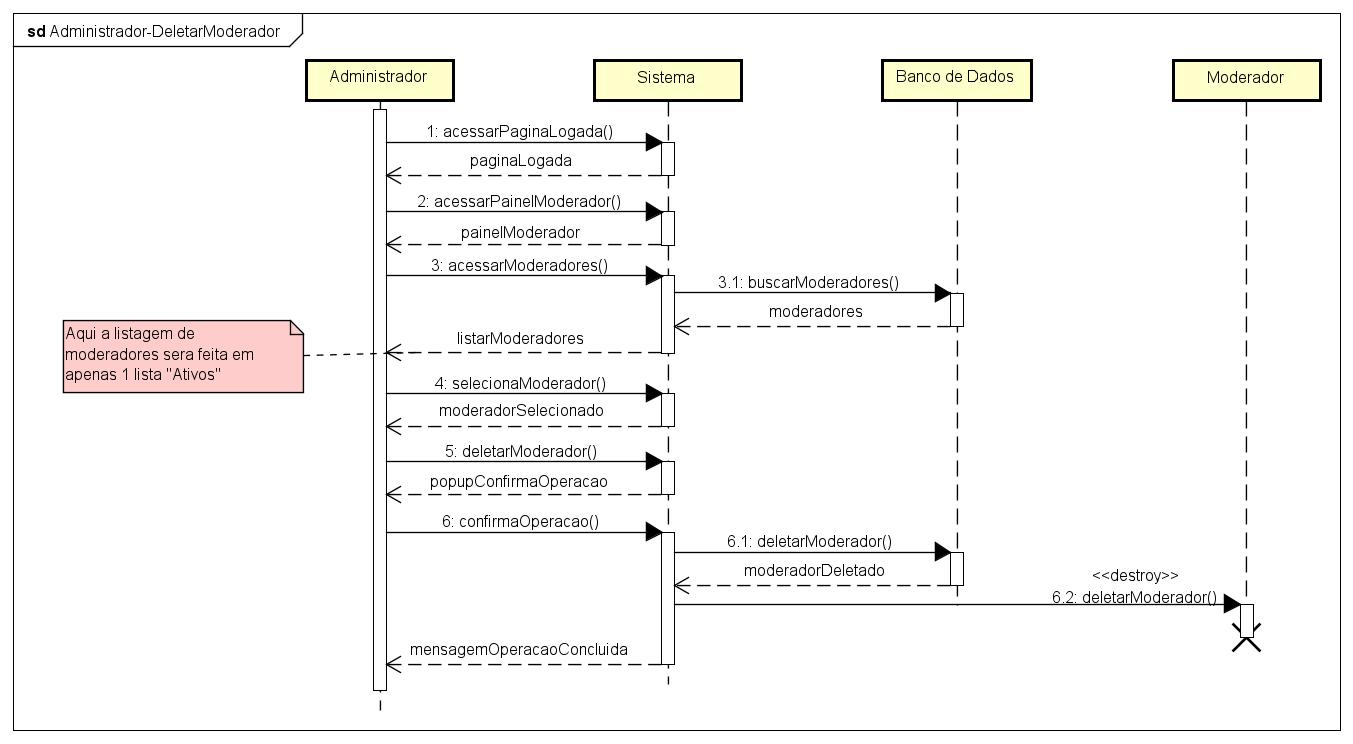 sd Administrador-DeletarModerador
Administrador
Sistema
Banco de Dados
Moderador
1: acessarPaginaLogada()
paginaLogada
2: acessarPainelModerador()
painelModerador
3: acessarModeradores()
3.1: buscarModeradores()
moderadores
Aqui a listagem de
moderadores sera feita em
apenas 1 lista "Ativos"
listarModeradores
4: selecionaModerador()
moderadorSelecionado
5: deletarModerador()
popupConfirmaOperacao
6: confirmaOperacao()
6.1: deletarModerador()
moderadorDeletado
<<destroy>>
6.2: deletarModerador()
mensagemOperacaoConcluida